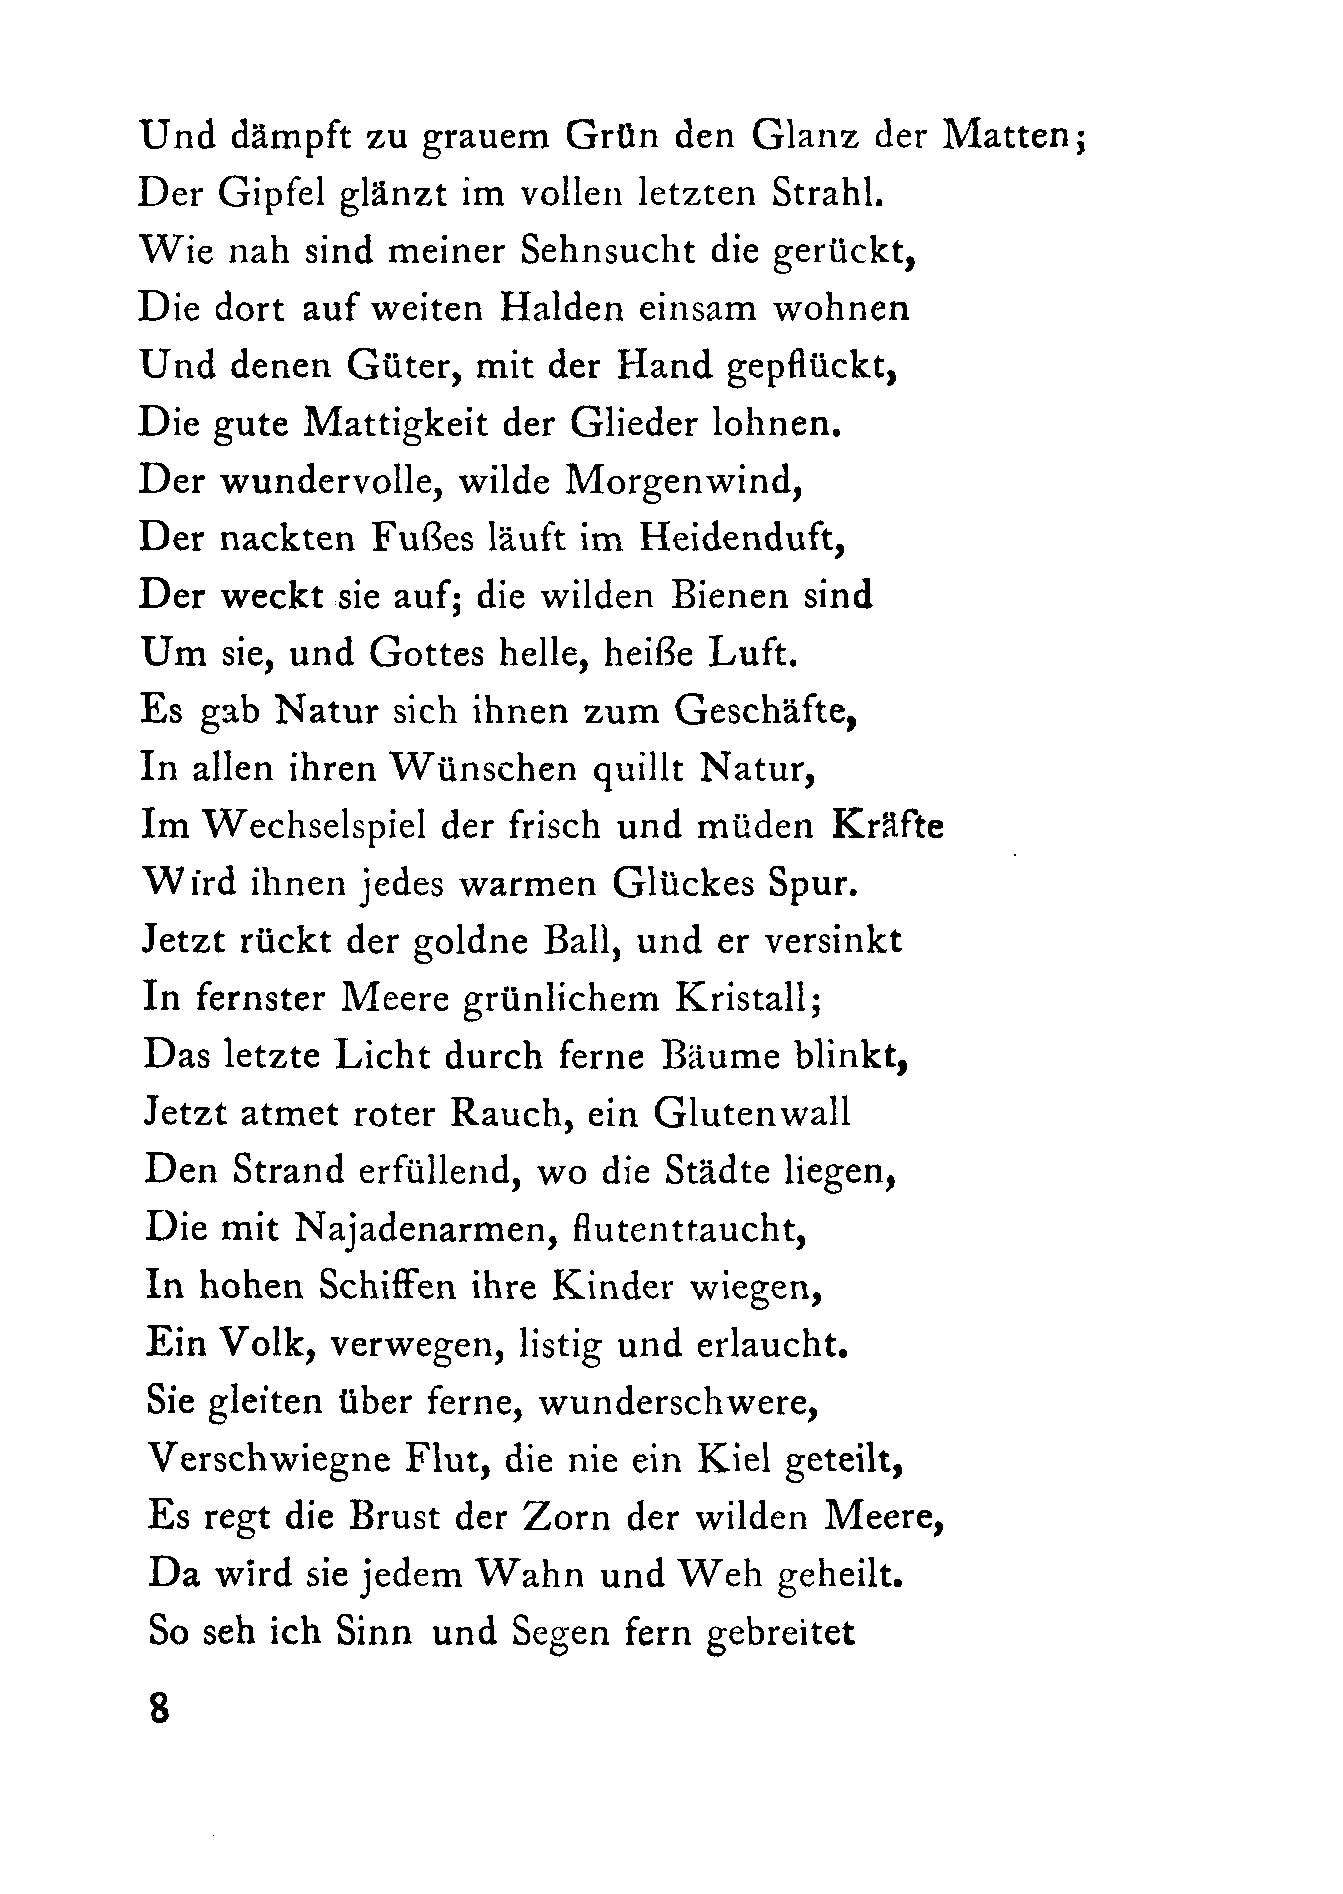 Und dämpft zu grauem Grün den Glanz der Matten;
Der Gipfel glänzt im vollen letzten Strahl.
Wie nah sind meiner Sehnsucht die gerückt,
Die dort auf weiten Halden einsam wohnen
Und denen Güter, mit der Hand gepflückt,
Die gute Mattigkeit der Glieder lohnen.
Der wundervolle, wilde Morgenwind,
Der nackten Fußes läuft im Heidenduft,
Der weckt sie auf; die wilden Bienen sind
Um sie, und Gottes helle, heiße Luft.
Es gab Natur sich ihnen zum Geschäfte,
In allen ihren Wünschen quillt Natur,
Im Wechselspiel der frisch und müden Kräfte
Wird ihnen jedes warmen Glückes Spur.
Jetzt rückt der goldne Ball, und er versinkt
In fernster Meere grünlichem Kristall;
Das letzte Licht durch ferne Bäume blinkt,
Jetzt atmet roter Rauch, ein Glutenwall
Den Strand erfüllend, wo die Städte liegen,
Die mit Najadenarmen, flutenttaucht,
In hohen Schiffen ihre Kinder wiegen,
Ein Volk, verwegen, listig und erlaucht.
Sie gleiten über ferne, wunderschwere,
Verschwiegne Flut, die nie ein Kiel geteilt,
Es regt die Brust der Zorn der wilden Meere,
Da wird sie jedem Wahn und Weh geheilt.
So seh ich Sinn und Segen fern gebreitet
8